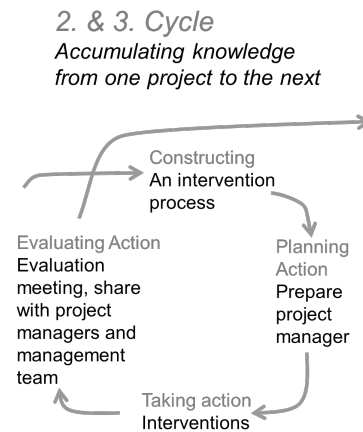 2. & 3. Cycle
Accumulating knowledge
from one project to the next
Constructing
An intervention
process
Planning
Action
Prepare
project
manager
Taking action
Interventions
Evaluating Action
Evaluation
meeting, share
with project
managers and
management
team